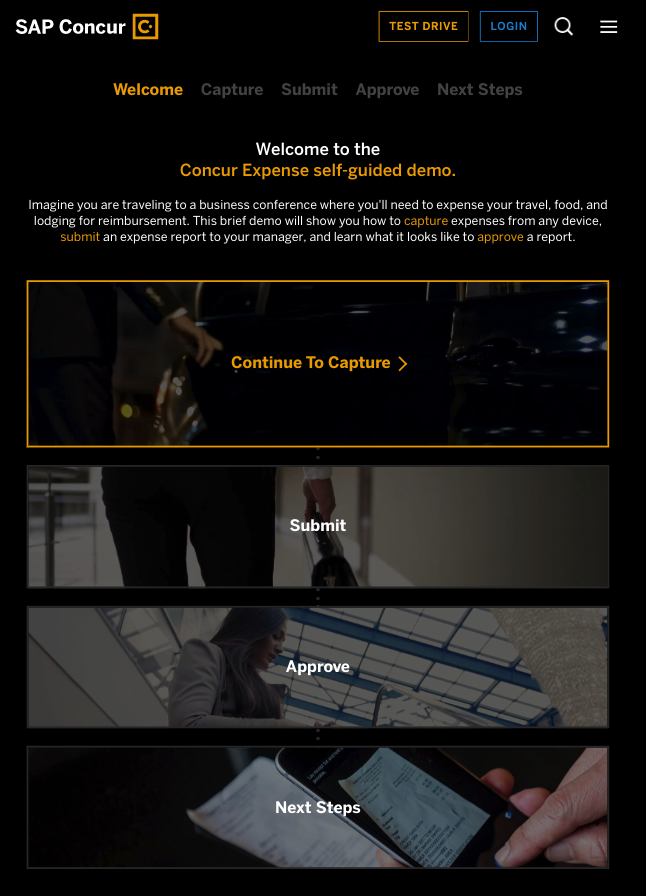 SAP Concur C
TEST DRIVE LOGIN
Welcome Capture Submit Approve Next Steps
Welcome to the
Concur Expense self-guided demo.
Imagine you are traveling to a business conference where you'll need to expense your travel, food, and
lodging for reimbursement. This brief demo will show you how to capture expenses from any device,
submit an expense report to your manager, and learn what it looks like to approve a report.
Continue To Capture
Submit
Approve
Next Steps